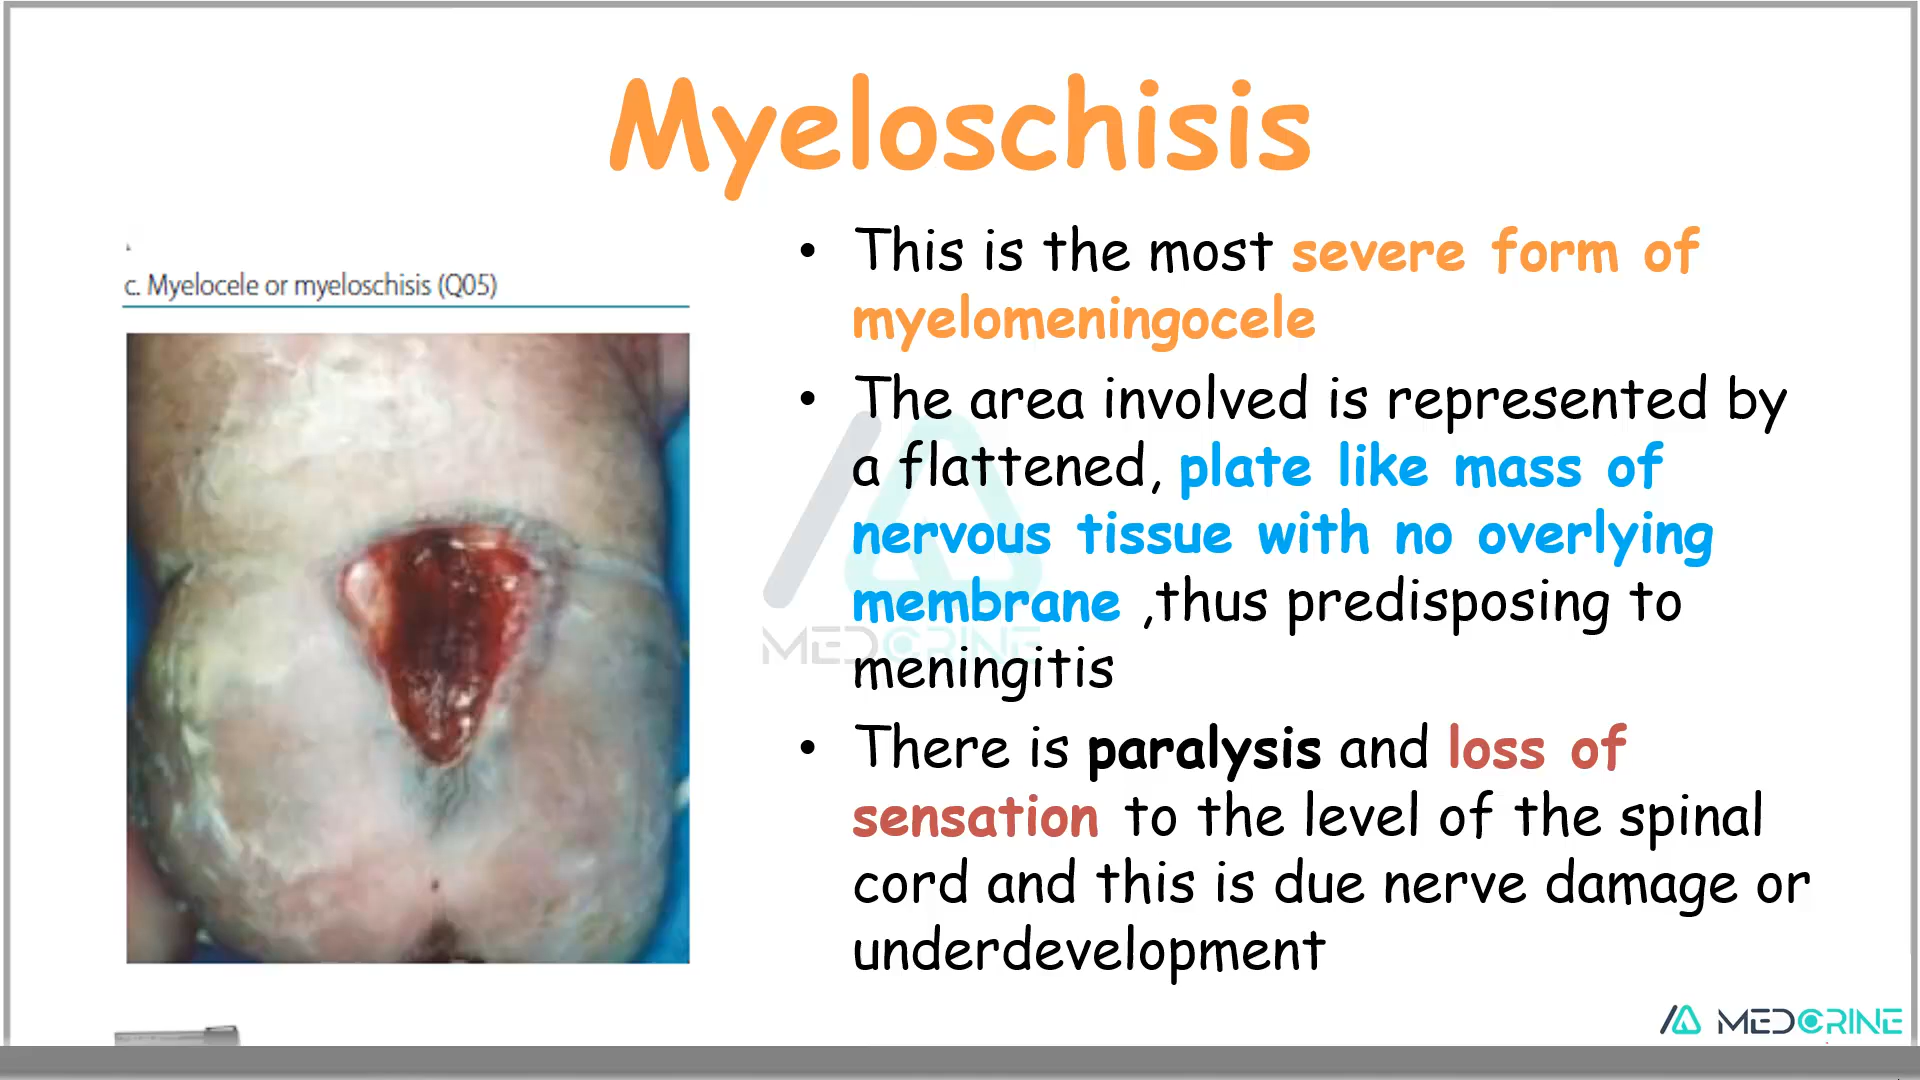 Myeloschisis
c. Myelocele or myeloschisis (Q05)
• This is the most severe form of
myelomeningocele
• The area involved is represented by
a flattened, plate like mass of
nervous tissue with no overlying
membrane ,thus predisposing to
meningitis
• There is paralysis and loss of
sensation to the level of the spinal
cord and this is due nerve damage or
underdevelopment
MEDCRINE
MEDCRINE